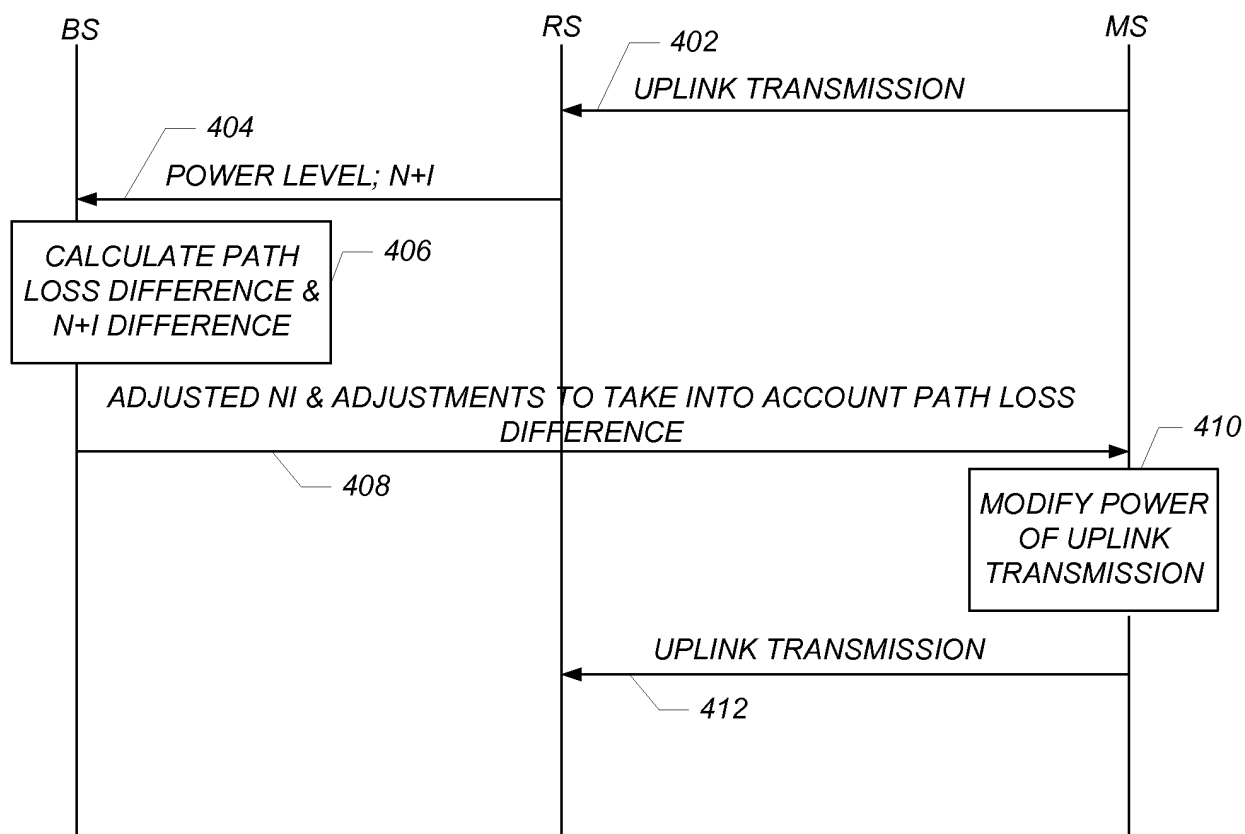 BS
RS
MS
402
UPLINK TRANSMISSION
404
POWER LEVEL; N+I
CALCULATE PATH
LOSS DIFFERENCE &
N+I DIFFERENCE
406
ADJUSTED NI & ADJUSTMENTS TO TAKE INTO ACCOUNT PATH LOSS
DIFFERENCE
408
410
MODIFY POWER
OF UPLINK
TRANSMISSION
UPLINK TRANSMISSION
412